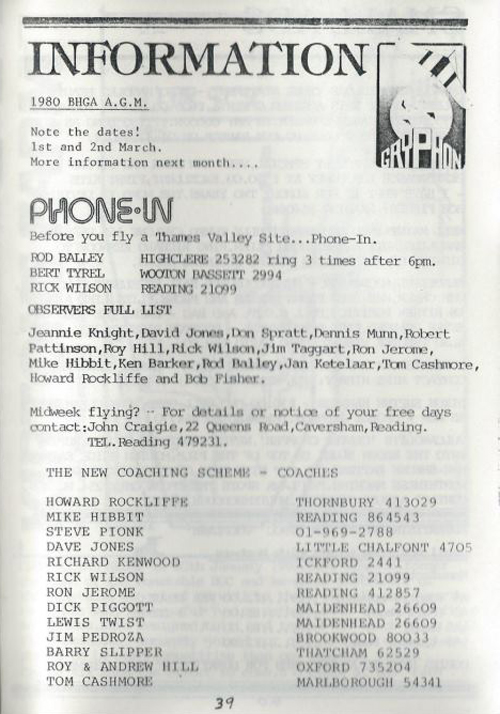 INFORMATION
GRYPHON
1980 BHGA A.G.M.
Note the dates!
1st and 2nd March.
More information next month....
PHONE-IN
Before you fly a Thames Valley Site...Phone-In.
ROD BALLEY HIGHCLERE 253282 ring 3 times after 6pm.
BERT TYREL WOOTON BASSETT 2994
RICK WILSON READING 21099
OBSERVERS FULL LIST
Jeannie Knight,David Jones,Don Spratt,Dennis Munn,Robert
Pattinson,Roy Hill,Rick Wilson,Jim Taggart,Ron Jerome,
Mike Hibbit,Ken Barker,Rod Balley,Jan Ketelaar,Tom Cashmore,
Howard Rockliffe and Bob Fisher.
Midweek flying? -- For details or notice of your free days
contact:John Craigie,22 Queens Road,Caversham,Reading.
TEL.Reading 479231.
THE NEW COACHING SCHEME - COACHES
HOWARD ROCKLIFFE THORNBURY 413029
MIKE HIBBIT READING 864543
STEVE PIONK 01-969-2788
DAVE JONES LITTLE CHALFONT 4705
RICHARD KENWOOD ICKFORD 2441
RICK WILSON READING 21099
RON JEROME READING 412857
DICK PIGGOTT MAIDENHEAD 26609
LEWIS TWIST MAIDENHEAD 26609
JIM PEDROZA BROOKWOOD 80033
BARRY SLIPPER THATCHAM 62529
ROY & ANDREW HILL OXFORD 735204
TOM CASHMORE MARLBOROUGH 54341
39